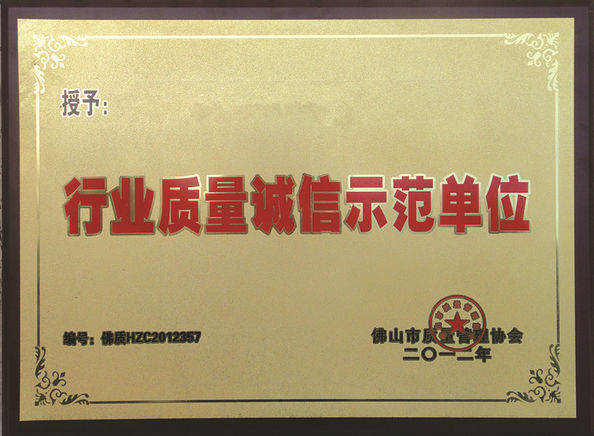 授予：
行业质量诚信示范单位
编号：佛质HZC2012357
佛山市质量管理协会
二〇一二年